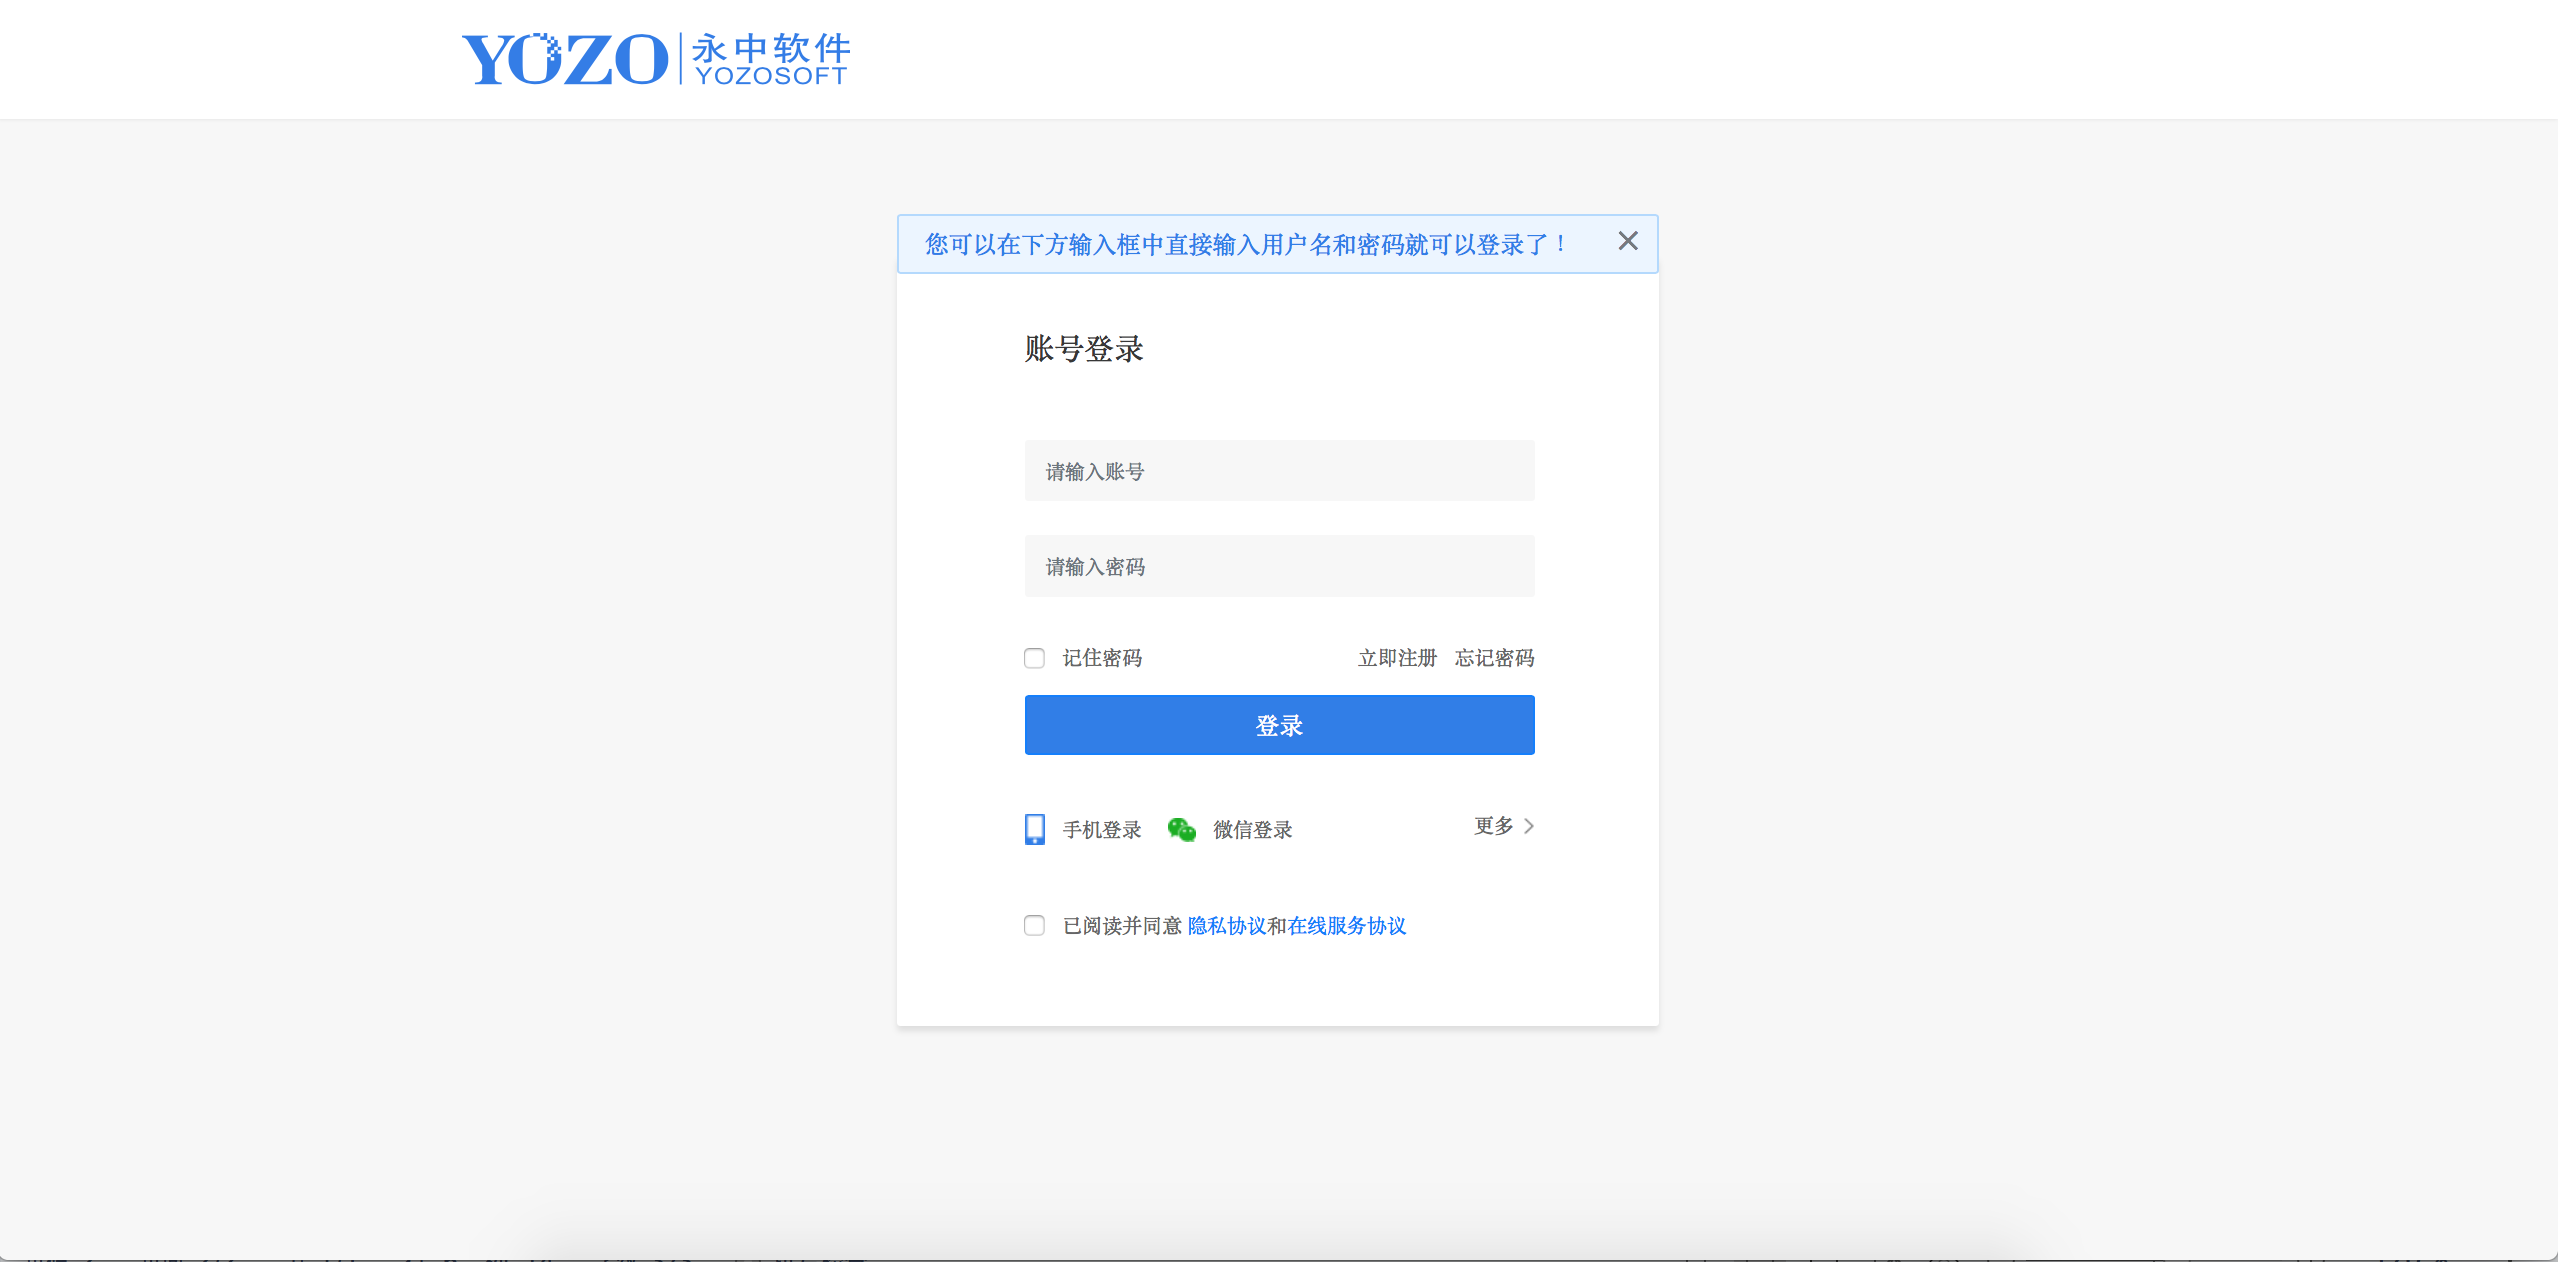 YOZO 永中软件
YOZOSOFT
您可以在下方输入框中直接输入用户名和密码就可以登录了！
账号登录
请输入账号
请输入密码
记住密码 立即注册 忘记密码
登录
手机登录 微信登录 更多
已阅读并同意 隐私协议和在线服务协议